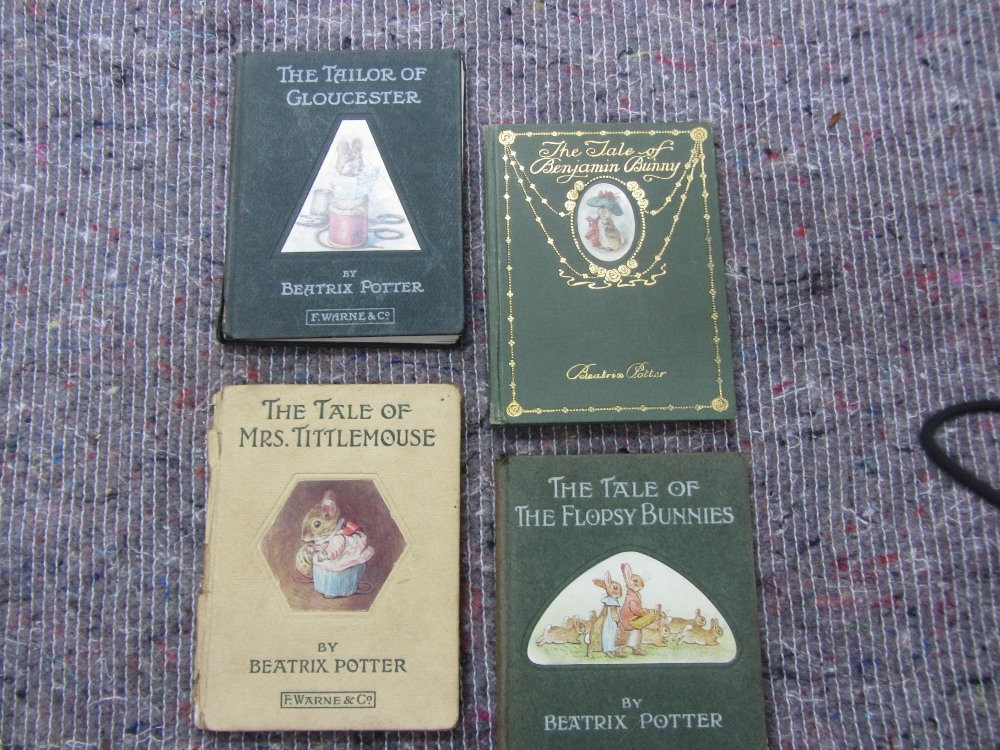 THE TAILOR OF
GLOUCESTER
BY
BEATRIX POTTER
F. WARNE & Co
The Tale of
Benjamin Bunny
Beatrix Potter
THE TALE OF
MRS. TITTLEMOUSE
BY
BEATRIX POTTER
F. WARNE & Co
THE TALE OF
THE FLOPSY BUNNIES
BY
BEATRIX POTTER